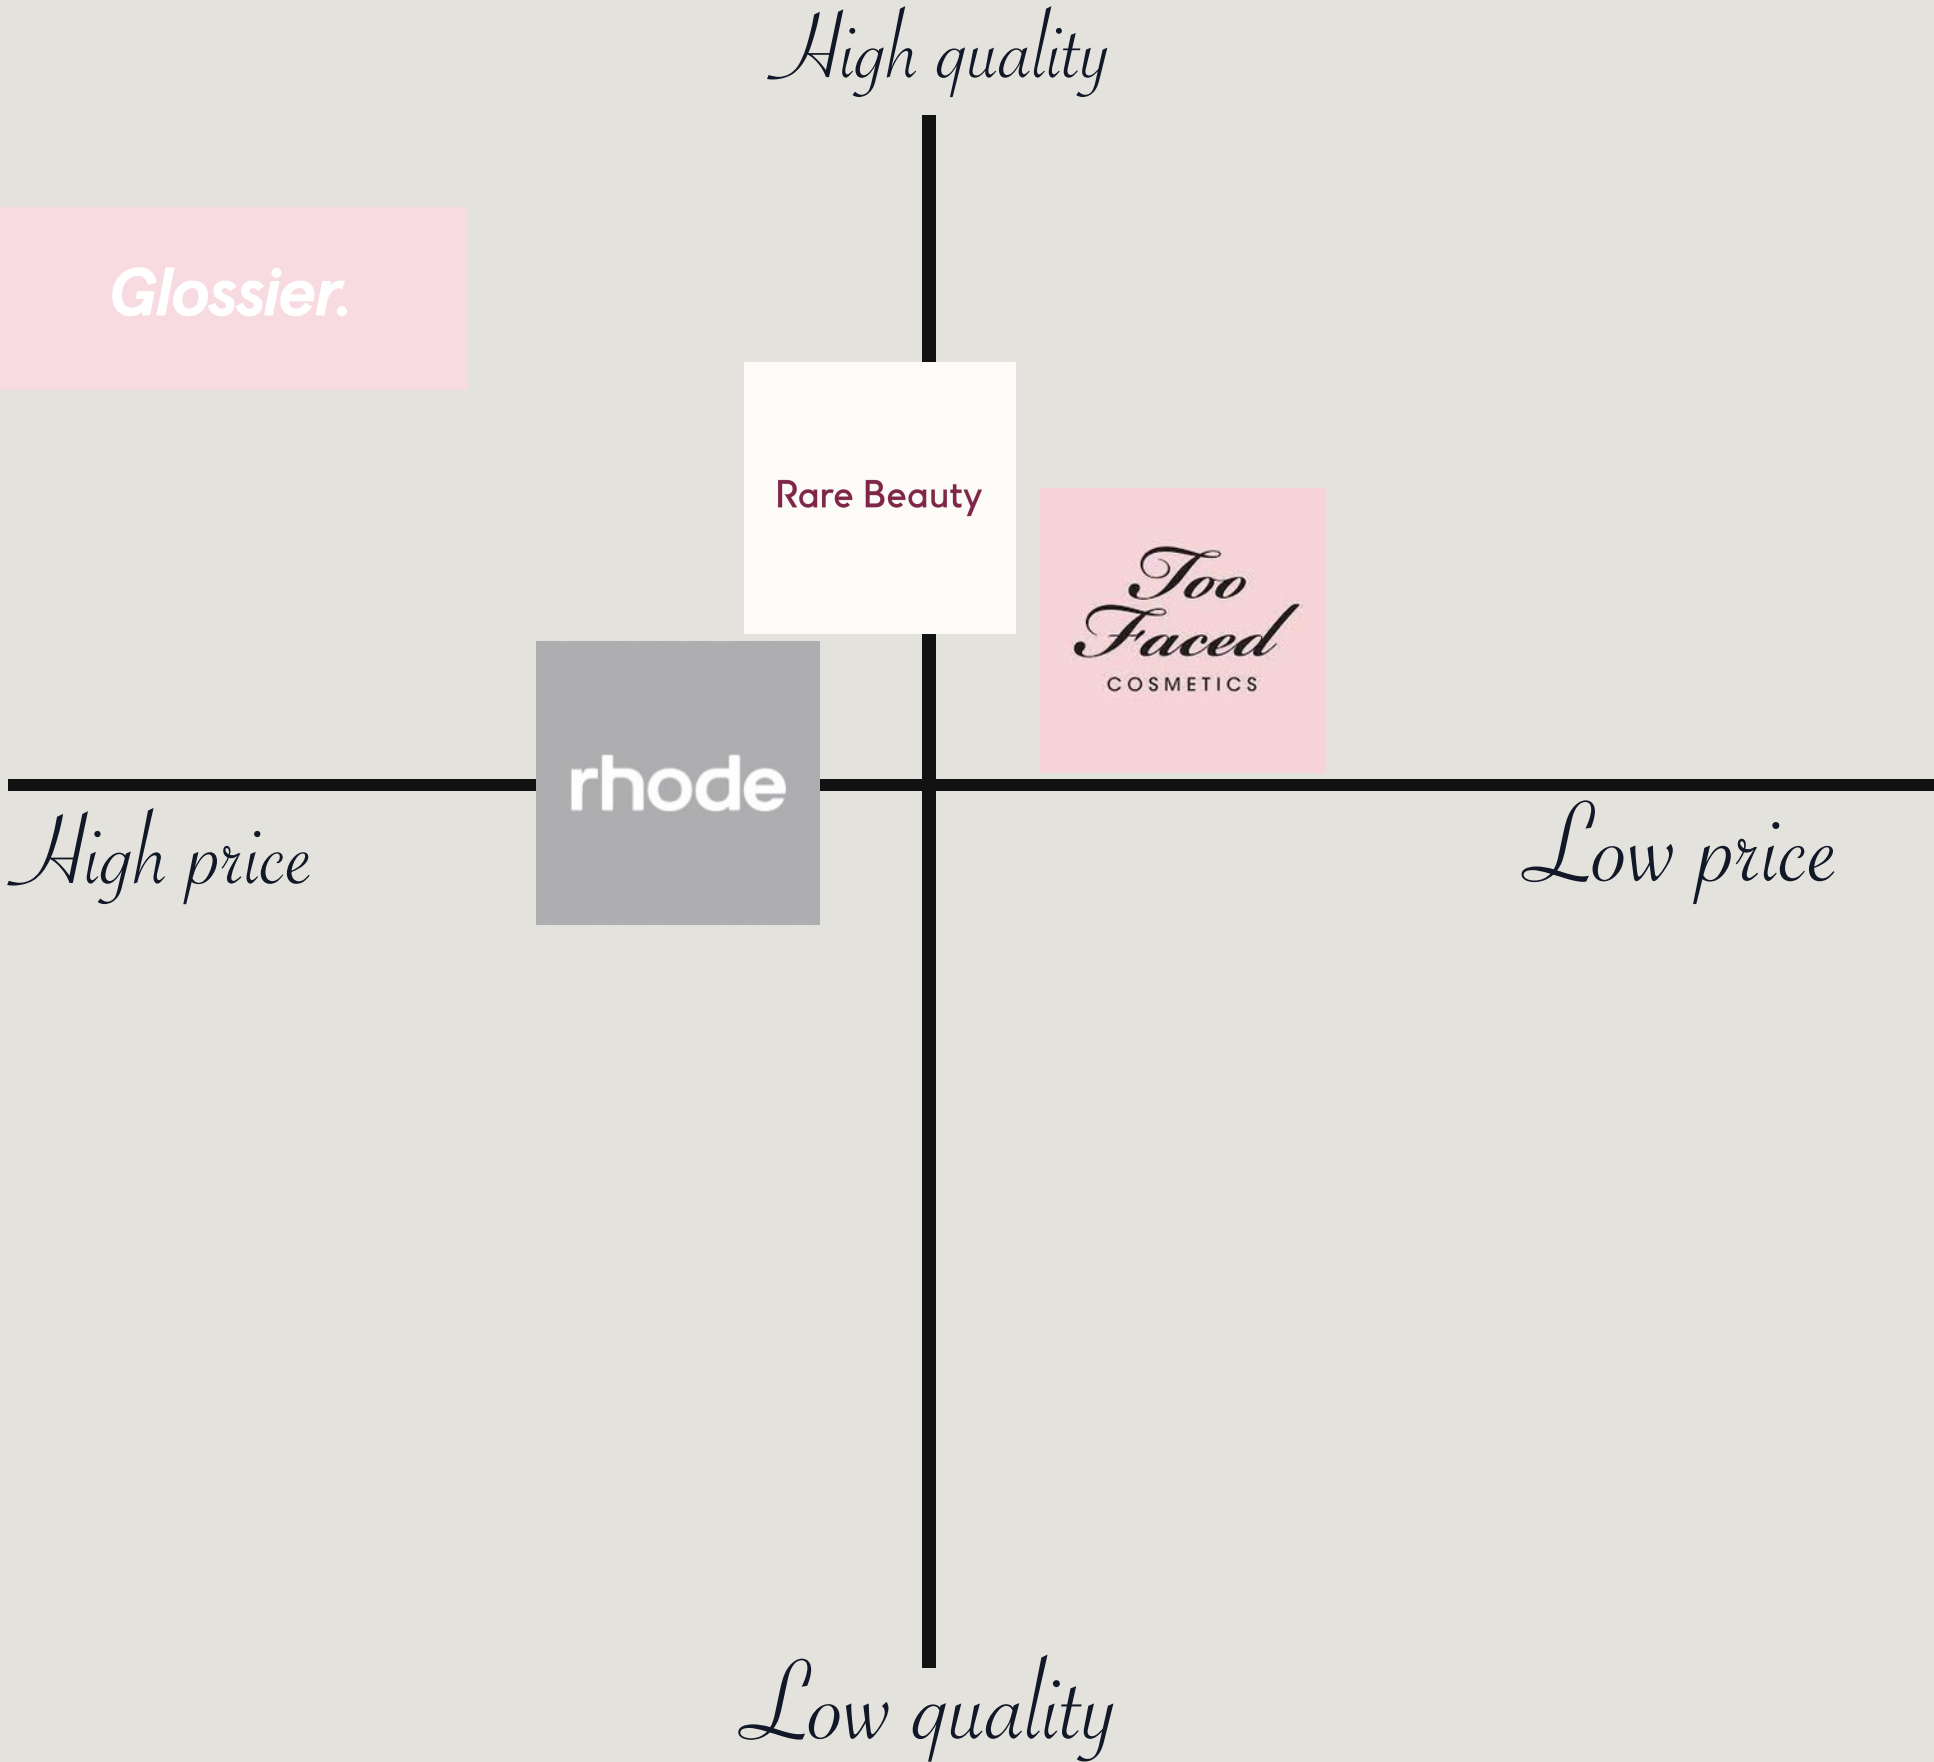 High quality
Glossier.
Rare Beauty
Too
Faced
COSMETICS
rhode
High price
Low price
Low quality